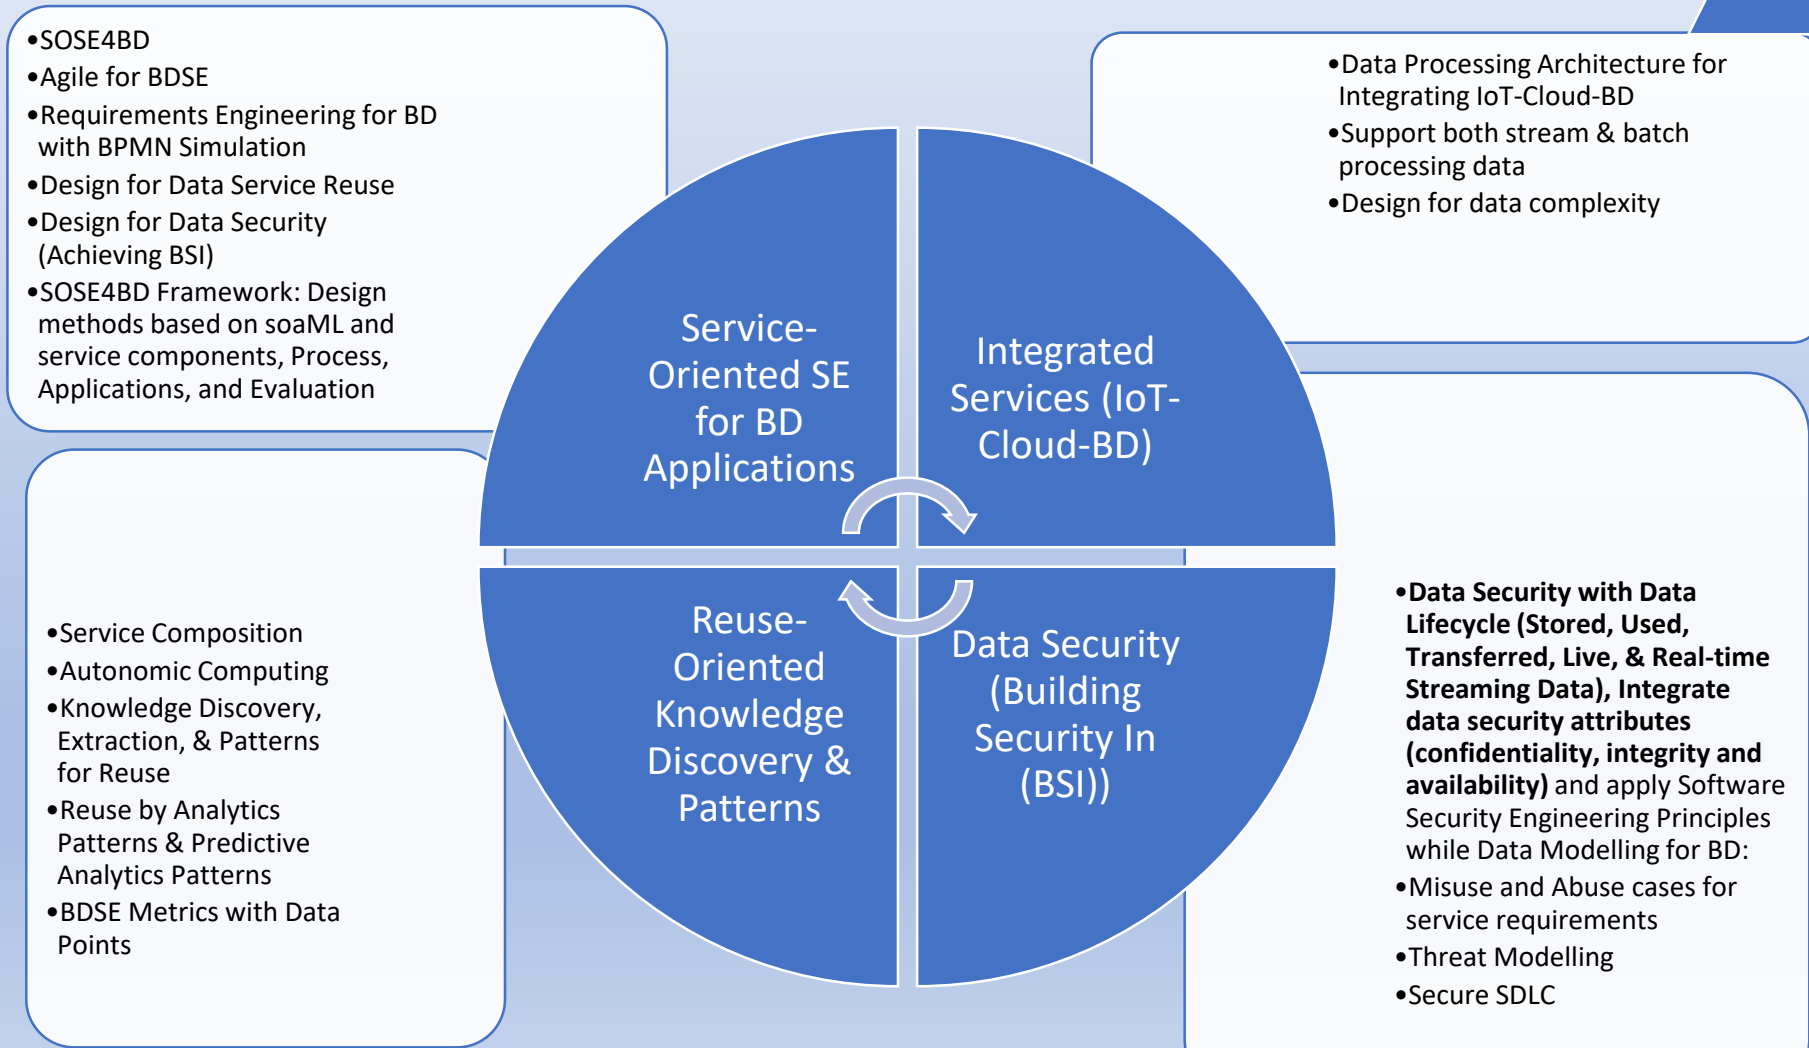 •SOSE4BD
•Agile for BDSE
•Requirements Engineering for BD
with BPMN Simulation
•Design for Data Service Reuse
•Design for Data Security
(Achieving BSI)
•SOSE4BD Framework: Design
methods based on soaML and
service components, Process,
Applications, and Evaluation
•Data Processing Architecture for
Integrating IoT-Cloud-BD
•Support both stream & batch
processing data
•Design for data complexity
Service-
Oriented SE
for BD
Applications
Integrated
Services (IoT-
Cloud-BD)
Reuse-
Oriented
Knowledge
Discovery &
Patterns
Data Security
(Building
Security In
(BSI))
•Service Composition
•Autonomic Computing
•Knowledge Discovery,
Extraction, & Patterns
for Reuse
•Reuse by Analytics
Patterns & Predictive
Analytics Patterns
•BDSE Metrics with Data
Points
•Data Security with Data
Lifecycle (Stored, Used,
Transferred, Live, & Real-time
Streaming Data), Integrate
data security attributes
(confidentiality, integrity and
availability) and apply Software
Security Engineering Principles
while Data Modelling for BD:
•Misuse and Abuse cases for
service requirements
•Threat Modelling
•Secure SDLC